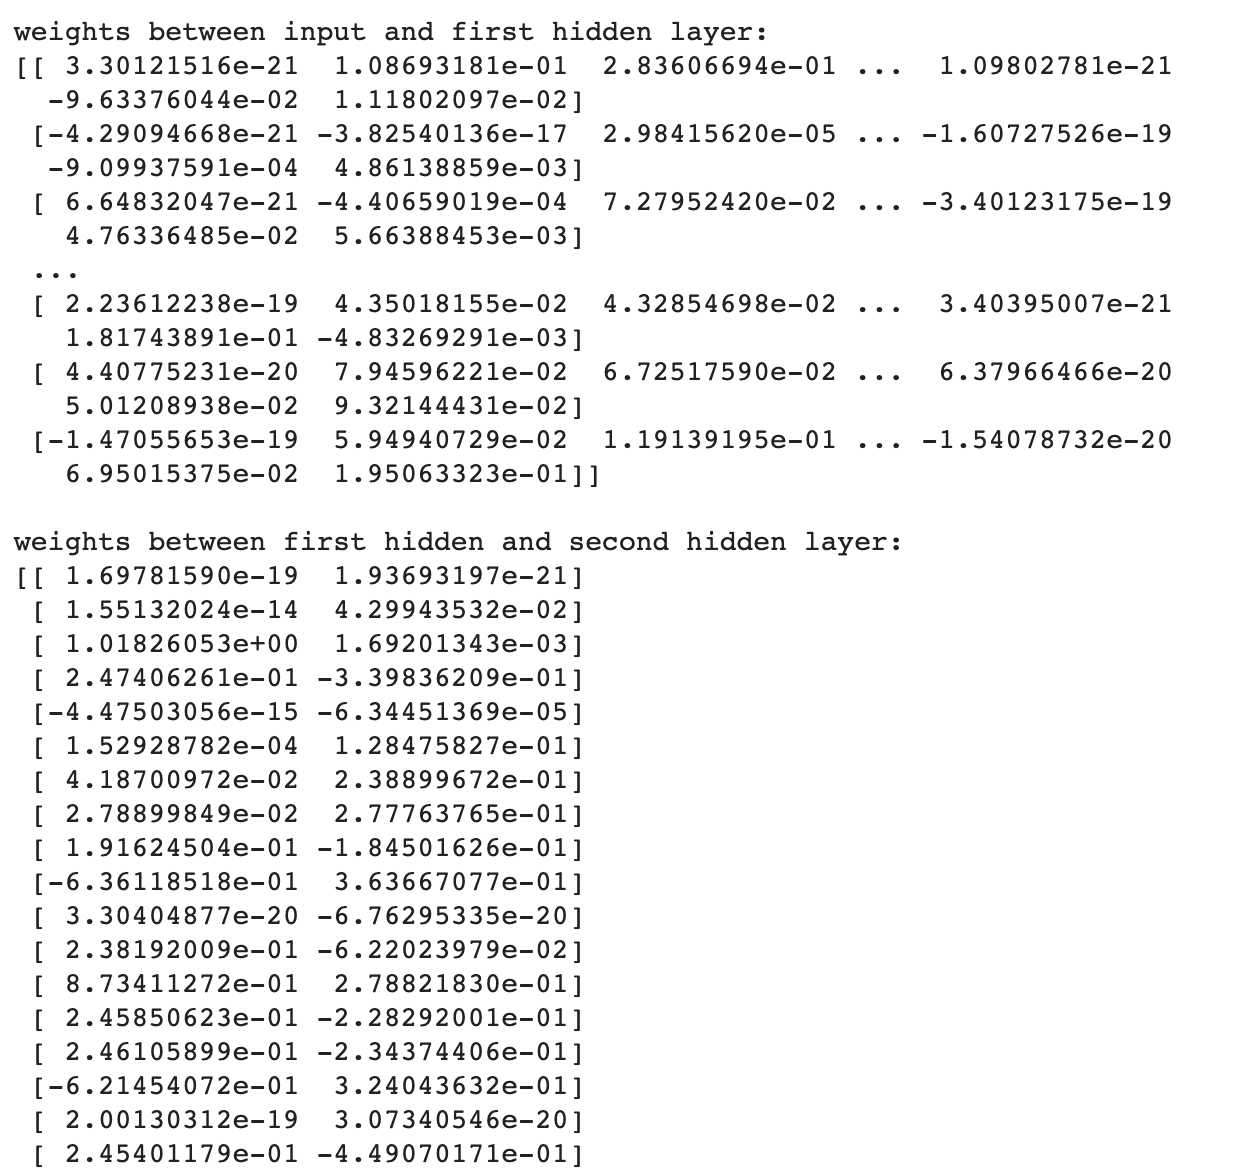 weights between input and first hidden layer:
[[ 3.30121516e-21 1.08693181e-01 2.83606694e-01 ... 1.09802781e-21
-9.63376044e-02 1.11802097e-02]
[-4.29094668e-21 -3.82540136e-17 2.98415620e-05 ... -1.60727526e-19
-9.09937591e-04 4.86138859e-03]
[ 6.64832047e-21 -4.40659019e-04 7.27952420e-02 ... -3.40123175e-19
4.76336485e-02 5.66388453e-03]
...
[ 2.23612238e-19 4.35018155e-02 4.32854698e-02 ... 3.40395007e-21
1.81743891e-01 -4.83269291e-03]
[ 4.40775231e-20 7.94596221e-02 6.72517590e-02 ... 6.37966466e-20
5.01208938e-02 9.32144431e-02]
[-1.47055653e-19 5.94940729e-02 1.19139195e-01 ... -1.54078732e-20
6.95015375e-02 1.95063323e-01]]
weights between first hidden and second hidden layer:
[[ 1.69781590e-19 1.93693197e-21]
[ 1.55132024e-14 4.29943532e-02]
[ 1.01826053e+00 1.69201343e-03]
[ 2.47406261e-01 -3.39836209e-01]
[-4.47503056e-15 -6.34451369e-05]
[ 1.52928782e-04 1.28475827e-01]
[ 4.18700972e-02 2.38899672e-01]
[ 2.78899849e-02 2.77763765e-01]
[ 1.91624504e-01 -1.84501626e-01]
[-6.36118518e-01 3.63667077e-01]
[ 3.30404877e-20 -6.76295335e-20]
[ 2.38192009e-01 -6.22023979e-02]
[ 8.73411272e-01 2.78821830e-01]
[ 2.45850623e-01 -2.28292001e-01]
[ 2.46105899e-01 -2.34374406e-01]
[-6.21454072e-01 3.24043632e-01]
[ 2.00130312e-19 3.07340546e-20]
[ 2.45401179e-01 -4.49070171e-01]